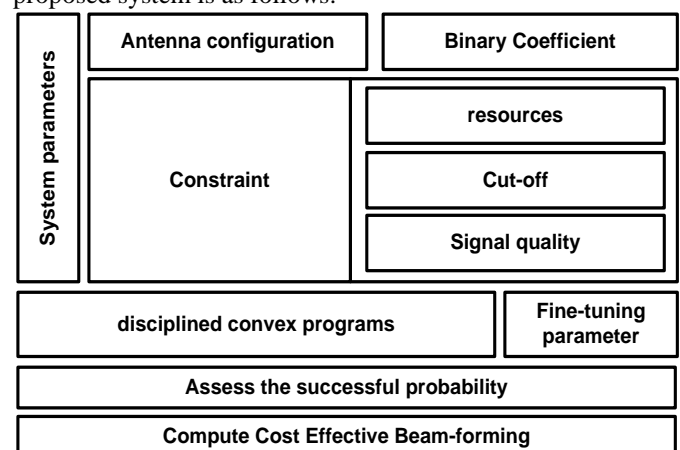 proposed system is as follows:
Antenna configuration
Binary Coefficient
System parameters
Constraint
resources
Cut-off
Signal quality
disciplined convex programs
Fine-tuning
parameter
Assess the successful probability
Compute Cost Effective Beam-forming